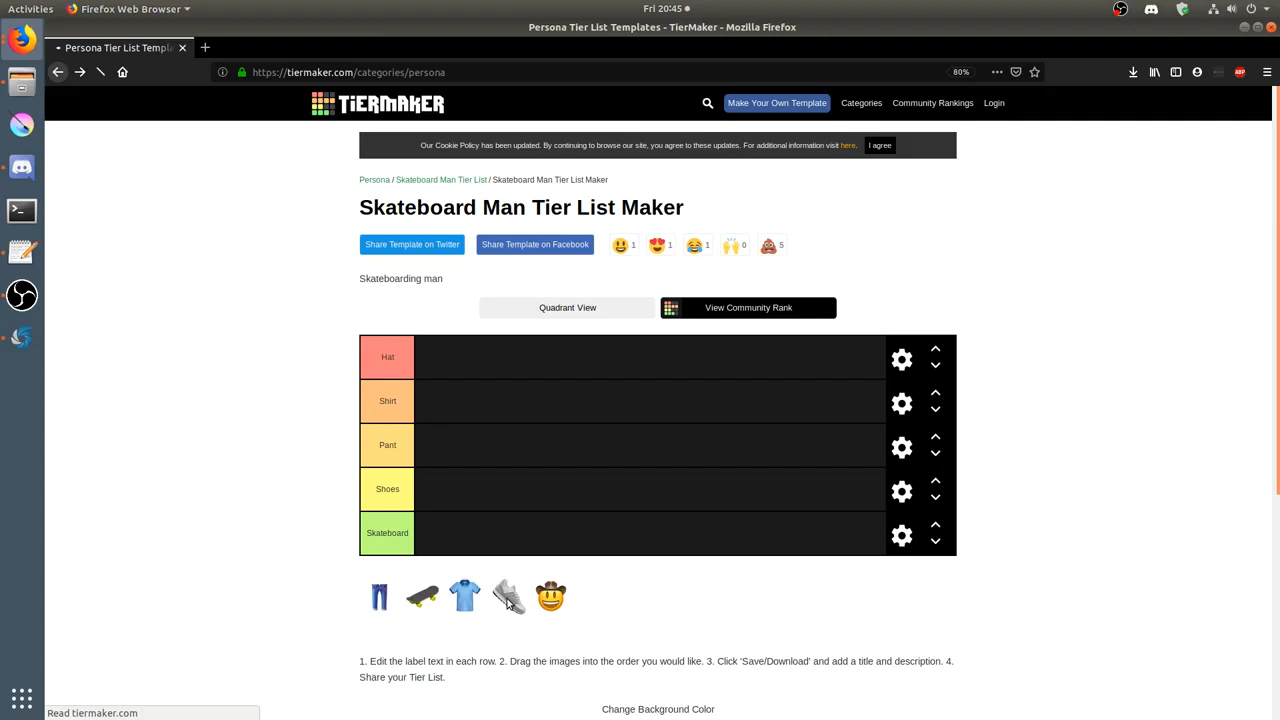 Activities
Firefox Web Browser
Fri 20:45
Persona Tier List Templates - TierMaker - Mozilla Firefox
Persona Tier List Templa
https://tiermaker.com/categories/persona
80%
ABP
TiERMAKER
Make Your Own Template
Categories
Community Rankings
Login
Our Cookie Policy has been updated. By continuing to browse our site, you agree to these updates. For additional information visit here.
I agree
Persona / Skateboard Man Tier List / Skateboard Man Tier List Maker
Skateboard Man Tier List Maker
Share Template on Twitter
Share Template on Facebook
1
1
1
0
5
Skateboarding man
Quadrant View
View Community Rank
Hat
Shirt
Pant
Shoes
Skateboard
1. Edit the label text in each row. 2. Drag the images into the order you would like. 3. Click 'Save/Download' and add a title and description. 4.
Share your Tier List.
Change Background Color
Read tiermaker.com